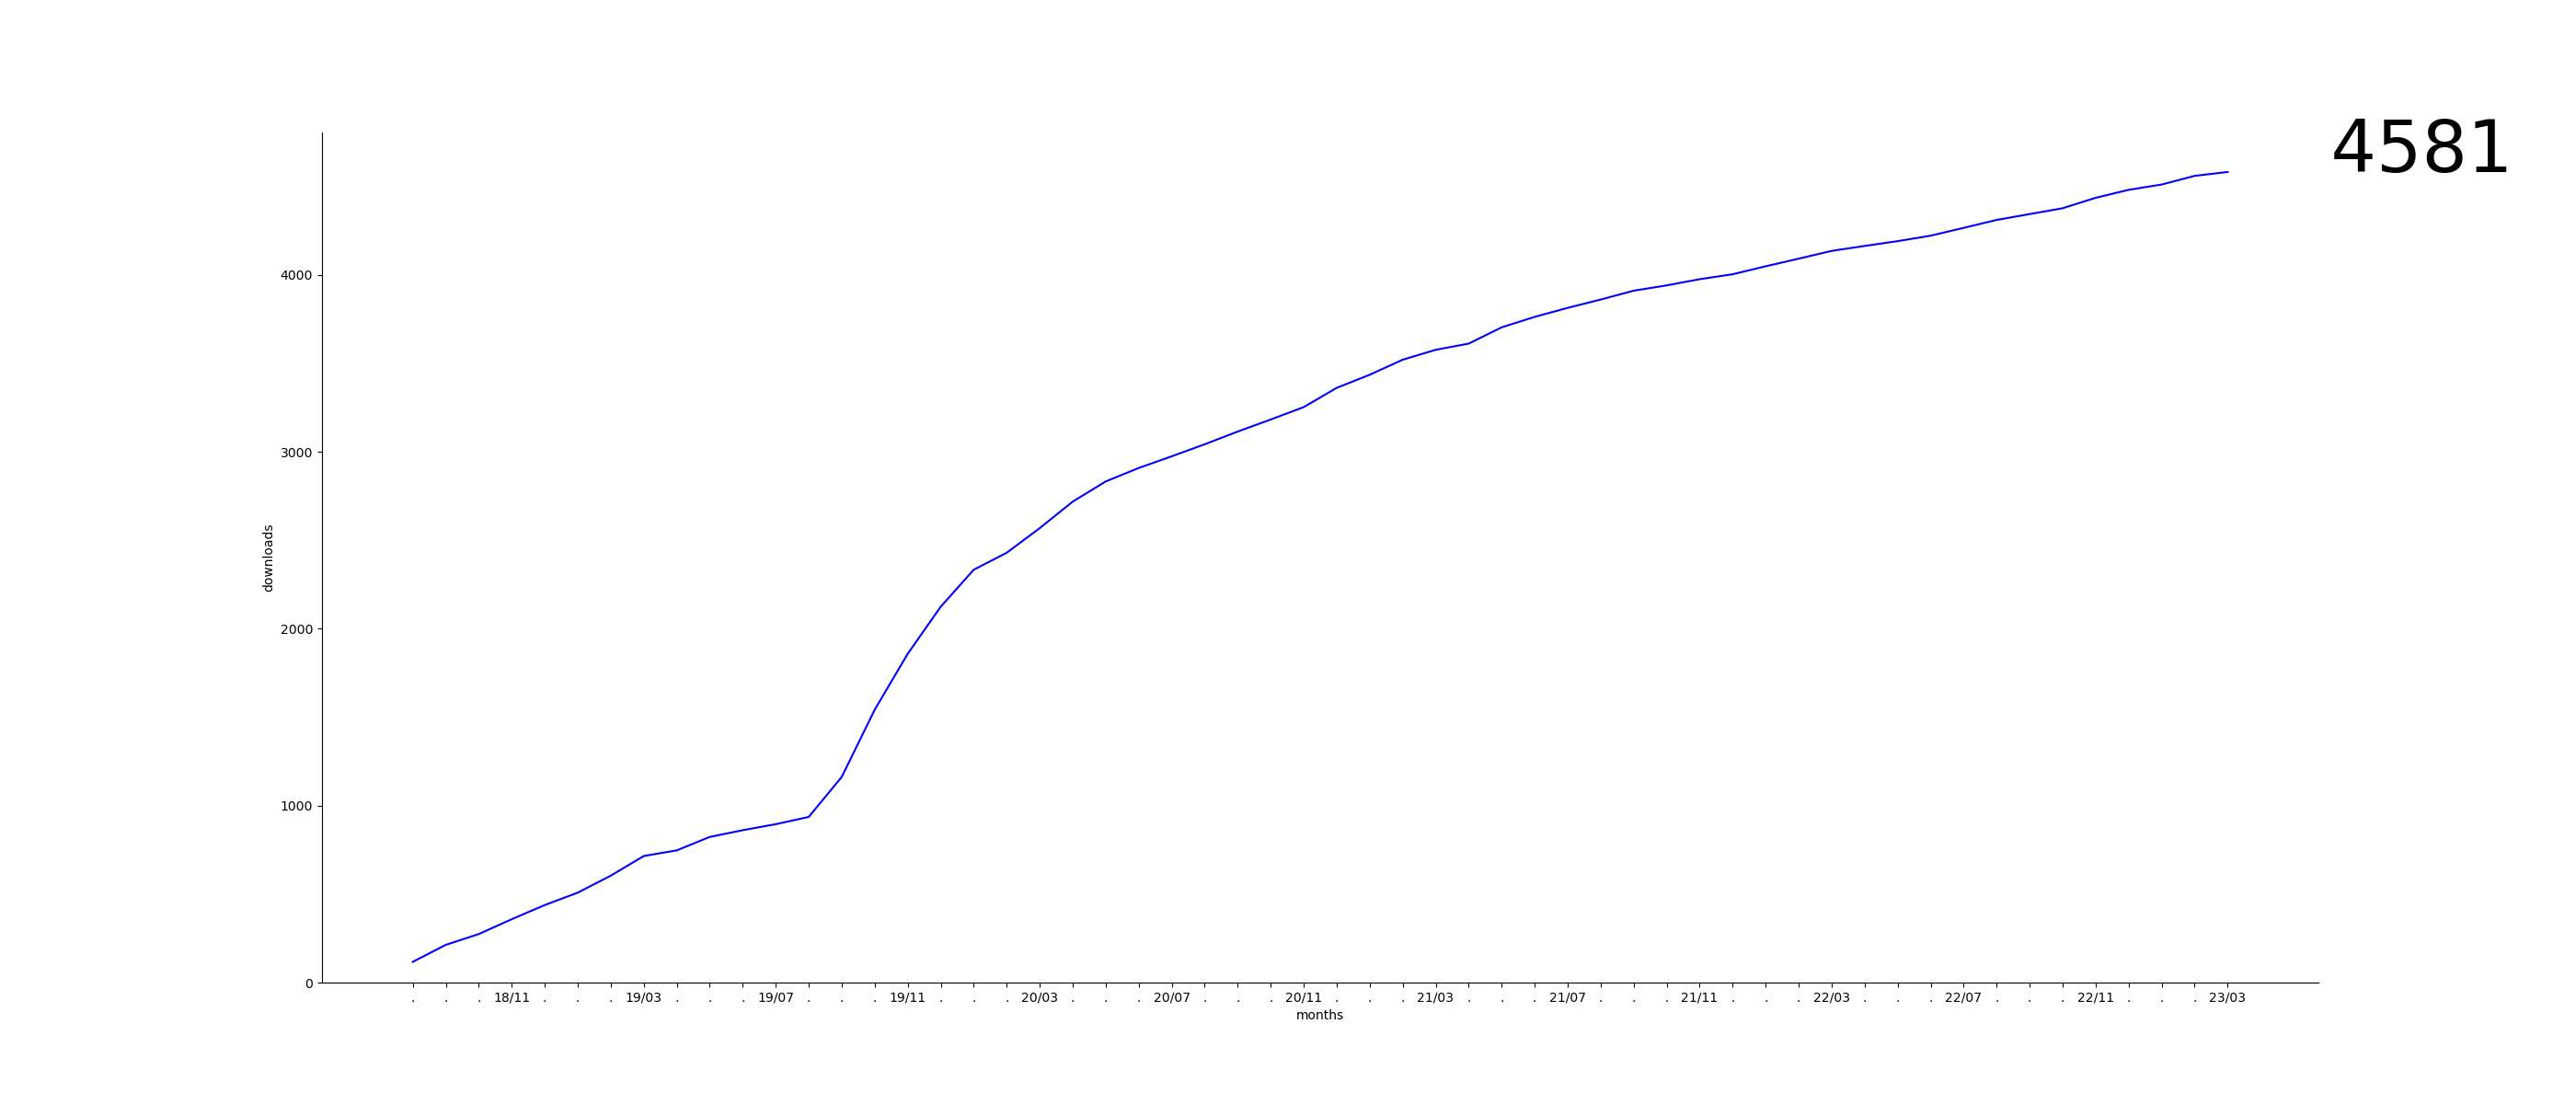 4581
4000
3000
2000
1000
0
downloads
. . . 18/11 . . . 19/03 . . . 19/07 . . . 19/11 . . . 20/03 . . . 20/07 . . . 20/11 . . . 21/03 . . . 21/07 . . . 21/11 . . . 22/03 . . . 22/07 . . . 22/11 . . . 23/03
months